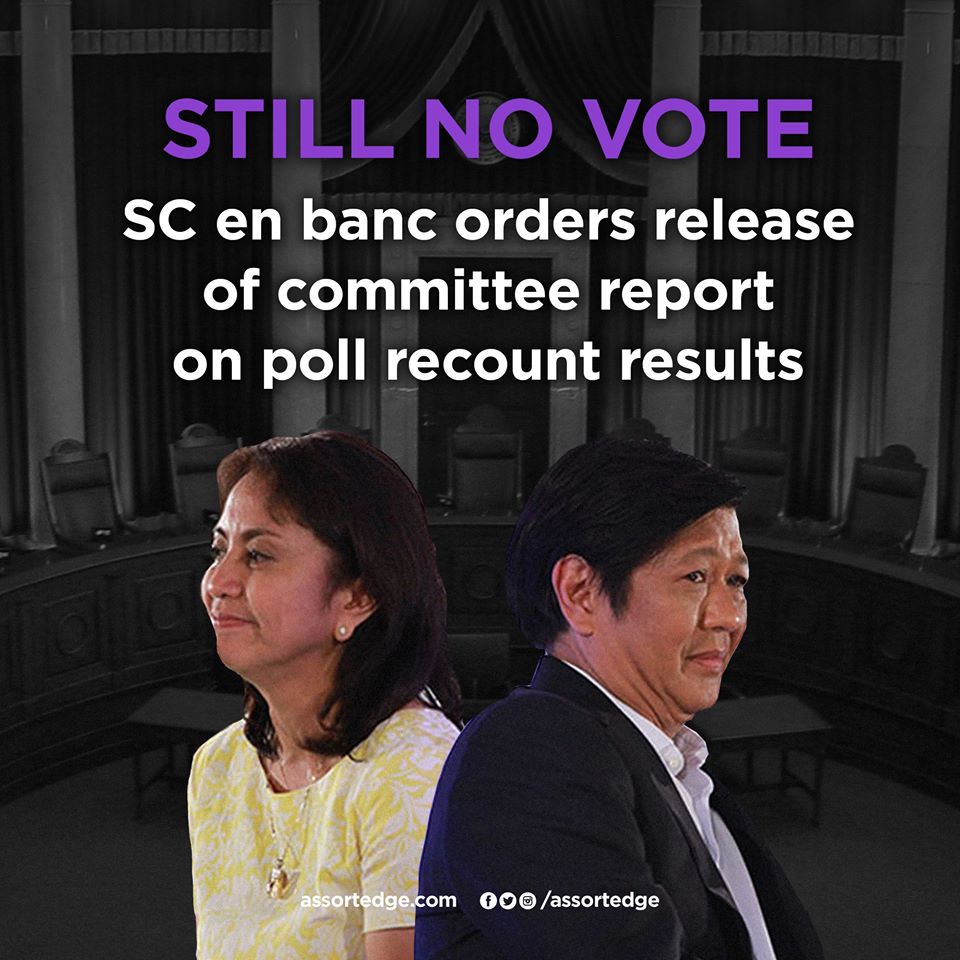 STILL NO VOTE
SC en banc orders release
of committee report
on poll recount results
assortedge.com /assortedge